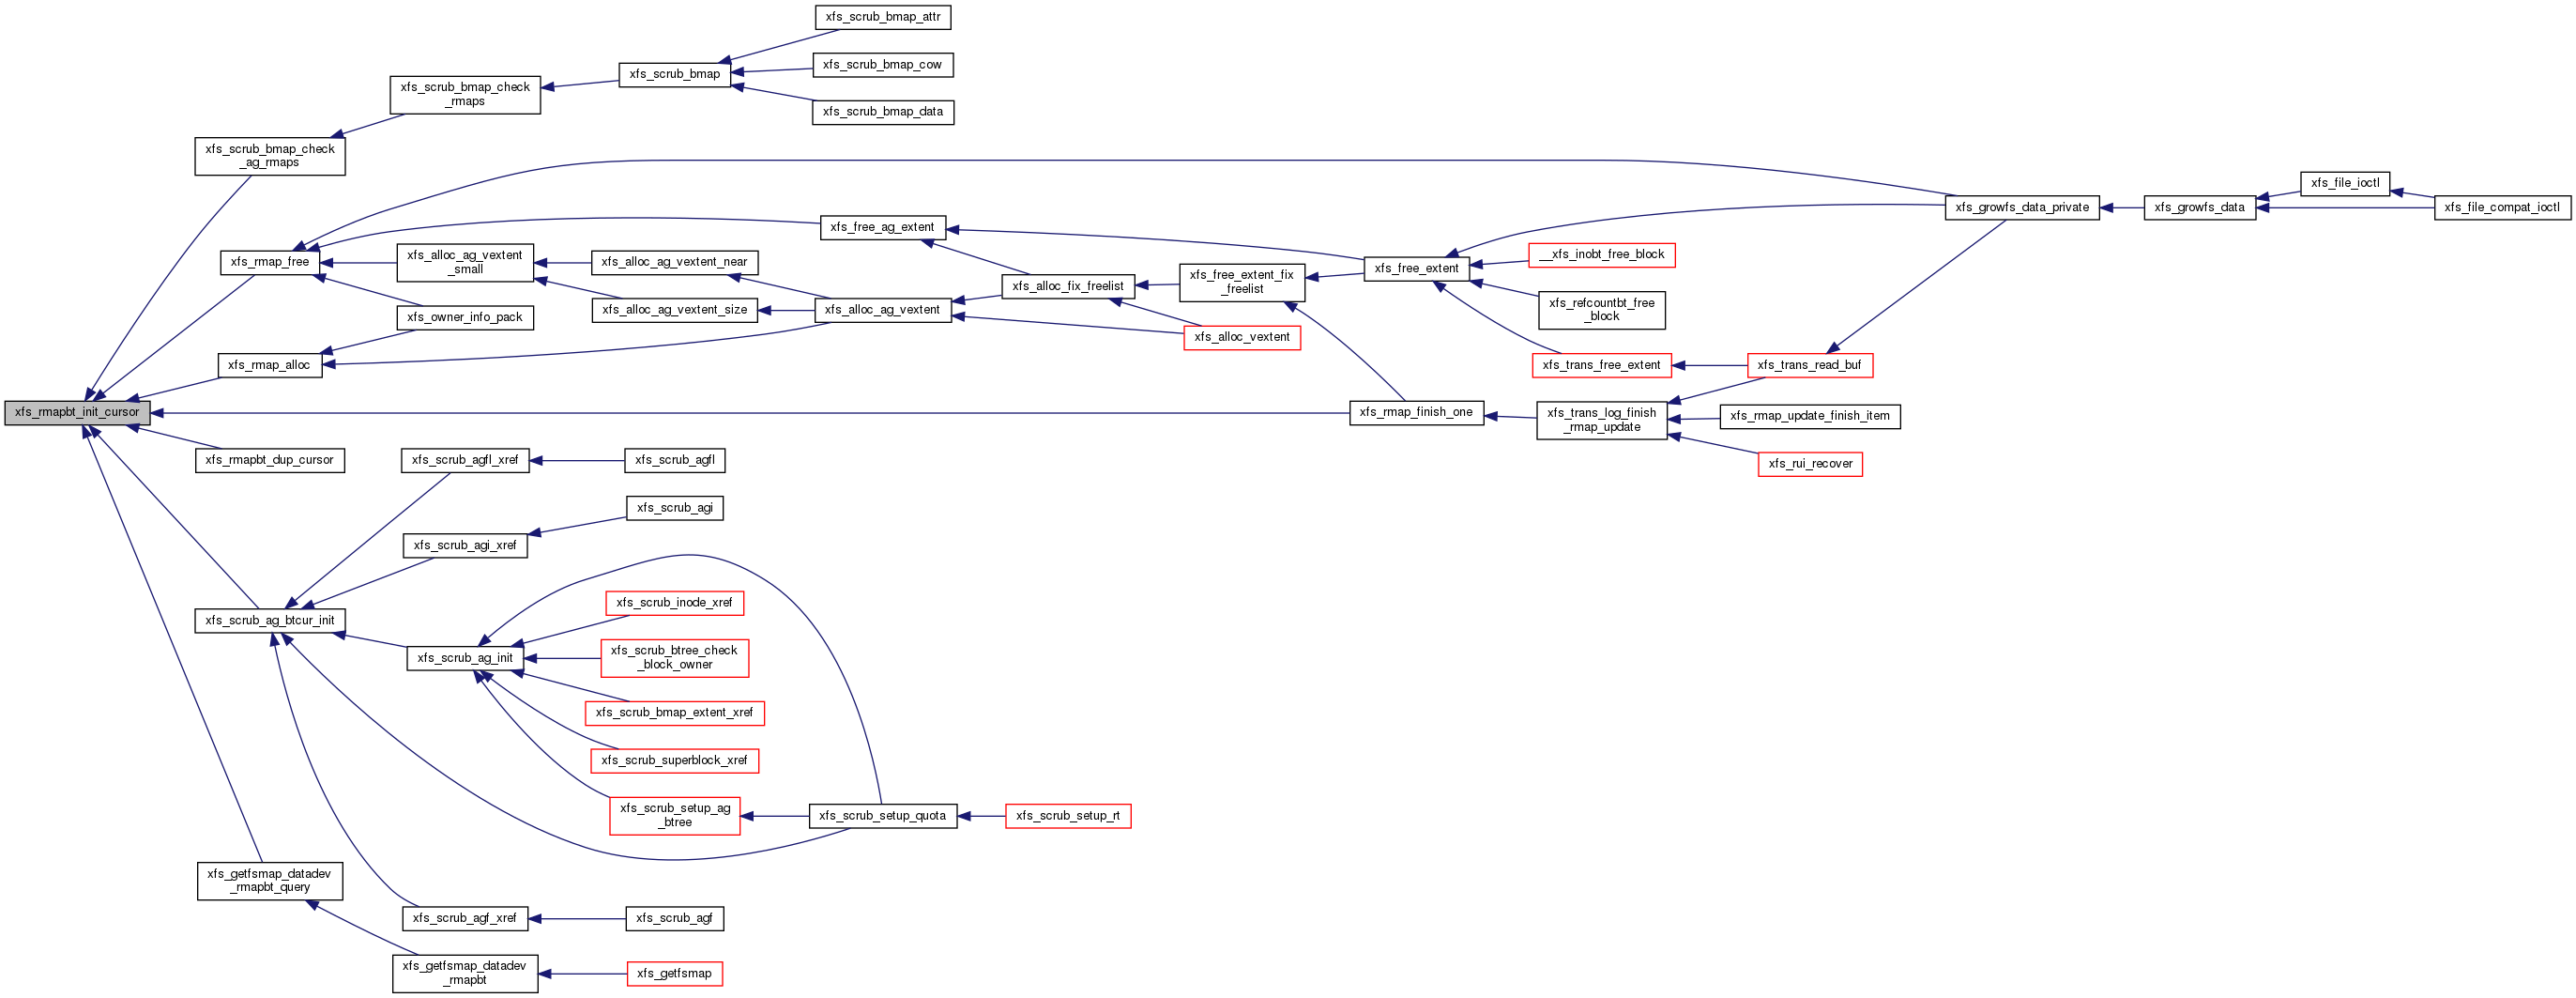 xfs_scrub_bmap_attr
xfs_scrub_bmap
xfs_scrub_bmap_cow
xfs_scrub_bmap_check
_rmaps
xfs_scrub_bmap_data
xfs_scrub_bmap_check
_ag_rmaps
xfs_file_ioctl
xfs_growfs_data_private
xfs_growfs_data
xfs_file_compat_ioctl
xfs_free_ag_extent
xfs_rmap_free
xfs_alloc_ag_vextent
_small
xfs_alloc_ag_vextent_near
xfs_free_extent
__xfs_inobt_free_block
xfs_alloc_fix_freelist
xfs_free_extent_fix
_freelist
xfs_owner_info_pack
xfs_alloc_ag_vextent_size
xfs_alloc_ag_vextent
xfs_refcountbt_free
_block
xfs_alloc_vextent
xfs_rmap_alloc
xfs_trans_free_extent
xfs_trans_read_buf
xfs_rmapbt_init_cursor
xfs_rmap_finish_one
xfs_trans_log_finish
_rmap_update
xfs_rmap_update_finish_item
xfs_rmapbt_dup_cursor
xfs_scrub_agfl_xref
xfs_scrub_agfl
xfs_rui_recover
xfs_scrub_agi
xfs_scrub_agi_xref
xfs_scrub_inode_xref
xfs_scrub_ag_btcur_init
xfs_scrub_ag_init
xfs_scrub_btree_check
_block_owner
xfs_scrub_bmap_extent_xref
xfs_scrub_superblock_xref
xfs_scrub_setup_ag
_btree
xfs_scrub_setup_quota
xfs_scrub_setup_rt
xfs_getfsmap_datadev
_rmapbt_query
xfs_scrub_agf_xref
xfs_scrub_agf
xfs_getfsmap_datadev
_rmapbt
xfs_getfsmap